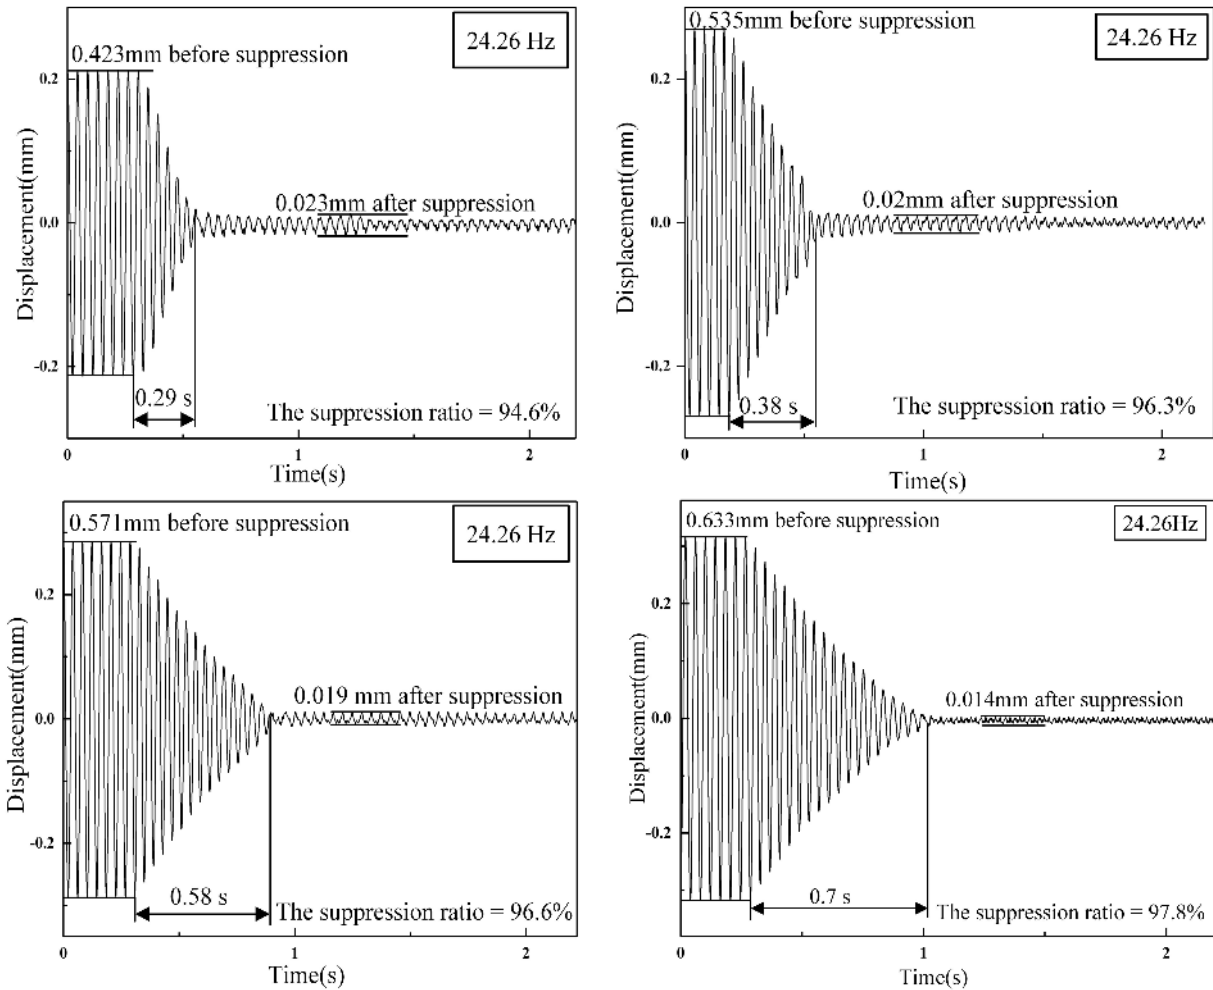 0.423mm before suppression
24.26 Hz
0.2
0.023mm after suppression
0.0
Displacement(mm)
-0.2
0.29 s
The suppression ratio = 94.6%
0
1
2
Time(s)
0.535mm before suppression
24.26 Hz
0.2
0.02mm after suppression
0.0
Displacement(mm)
-0.2
0.38 s
The suppression ratio = 96.3%
0
1
2
Time(s)
0.571mm before suppression
24.26 Hz
0.2
0.019 mm after suppression
0.0
Displacement(mm)
-0.2
0.58 s
The suppression ratio = 96.6%
0
1
2
Time(s)
0.633mm before suppression
24.26Hz
0.2
0.014mm after suppression
0.0
Displacement(mm)
-0.2
0.7 s
The suppression ratio = 97.8%
0
1
2
Time(s)